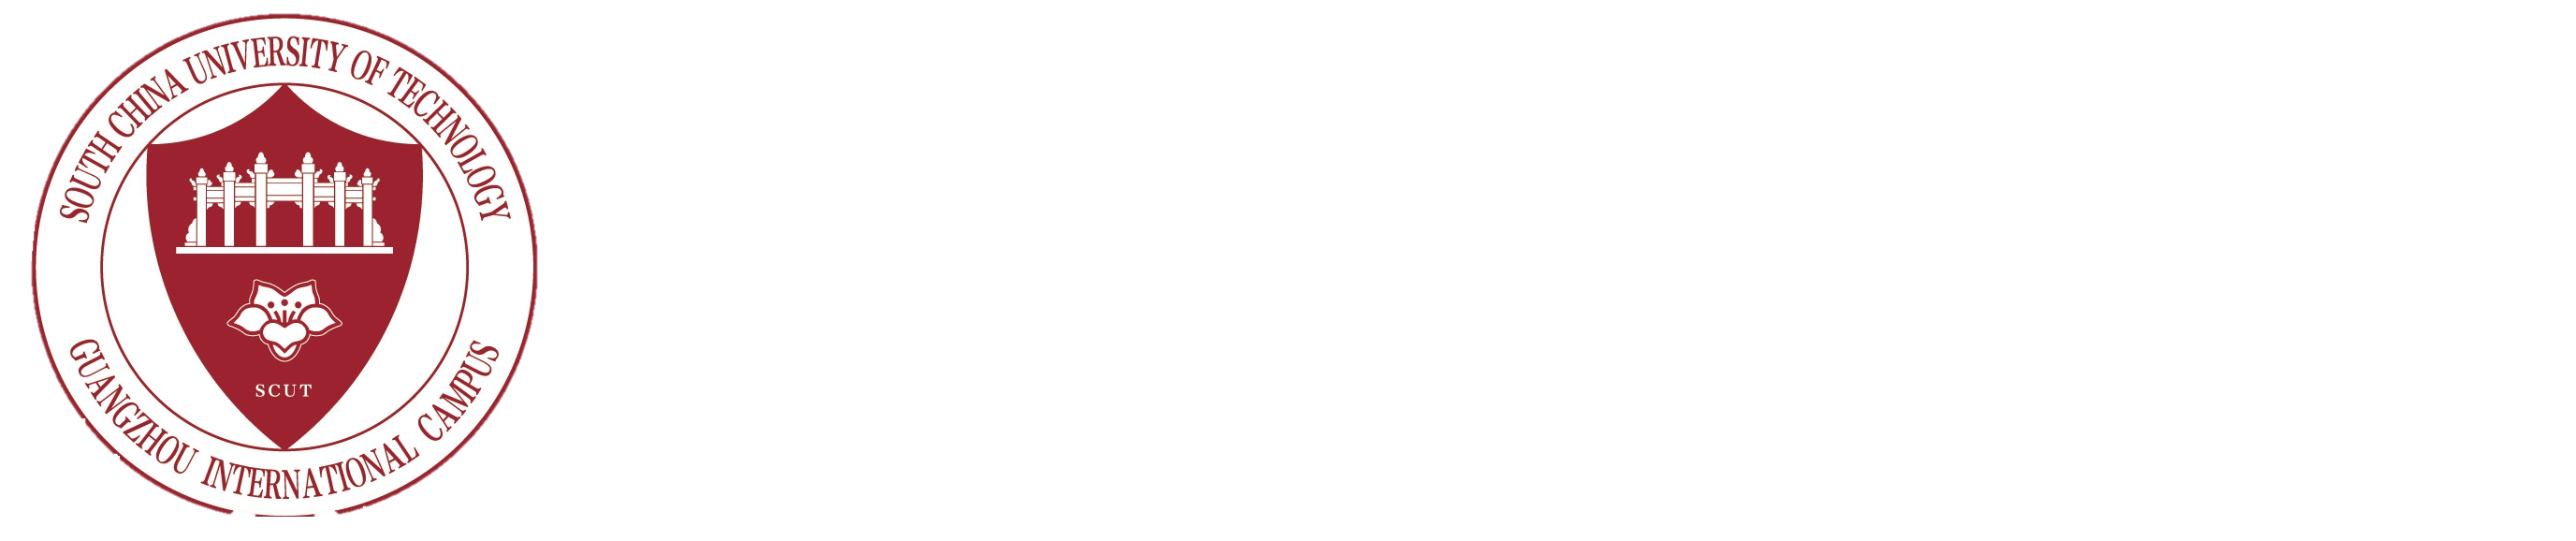 SOUTH CHINA UNIVERSITY OF TECHNOLOGY
SCUT
GUANGZHOU INTERNATIONAL CAMPUS